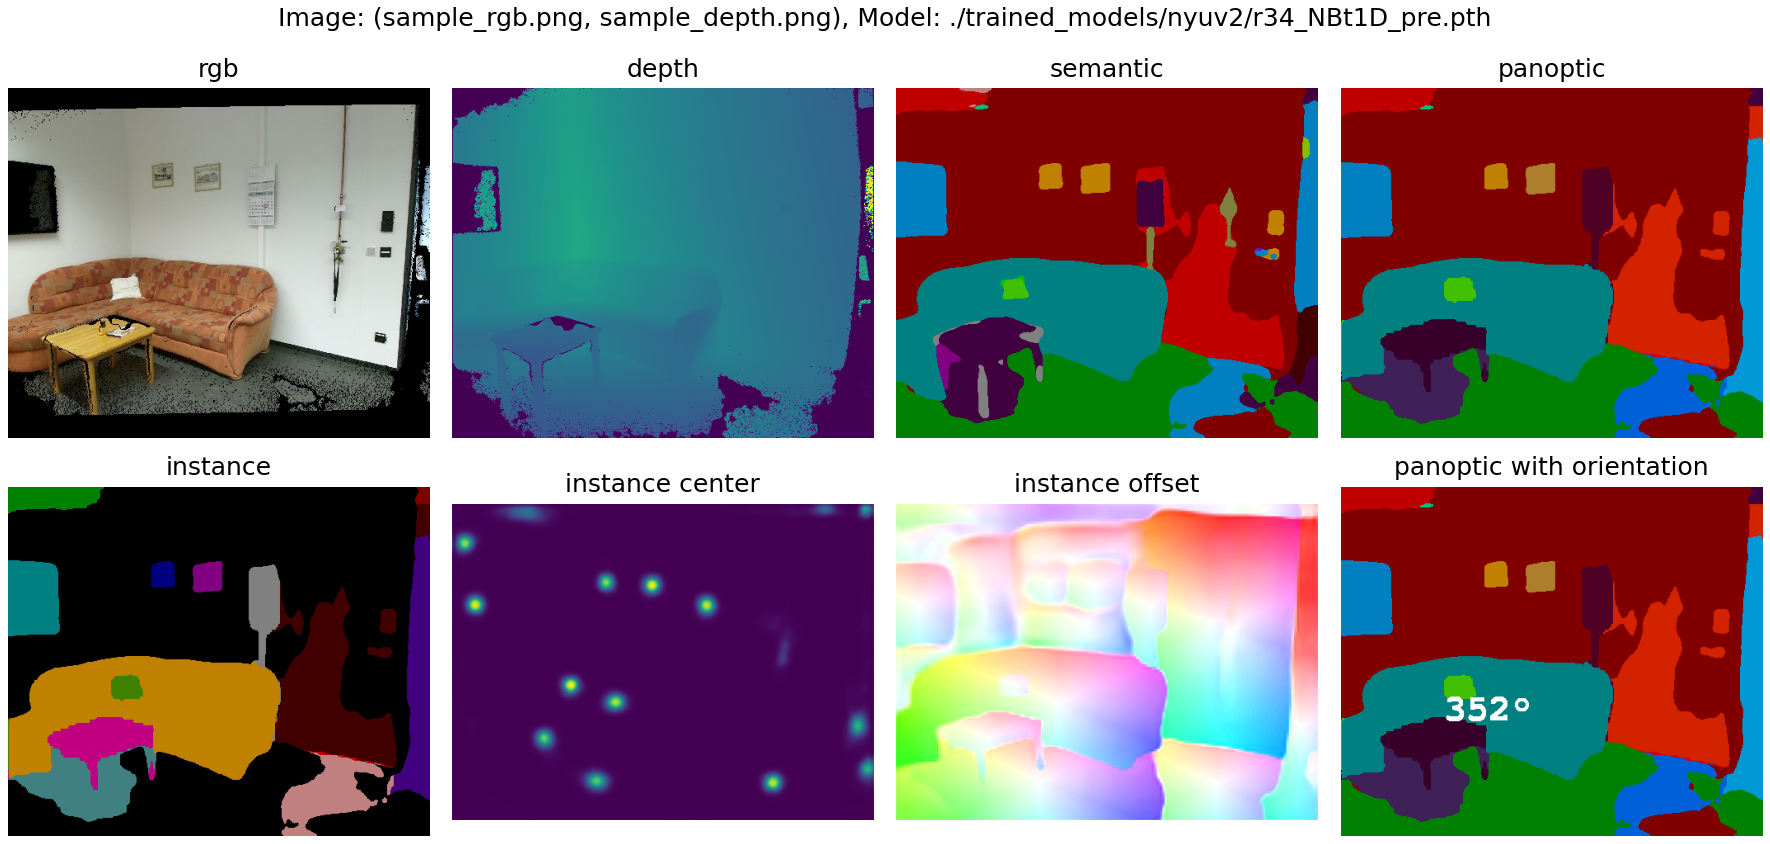 Image: (sample_rgb.png, sample_depth.png), Model: ./trained_models/nyuv2/r34_NBt1D_pre.pth
rgb
depth
semantic
panoptic
instance
instance center
instance offset
panoptic with orientation
352°